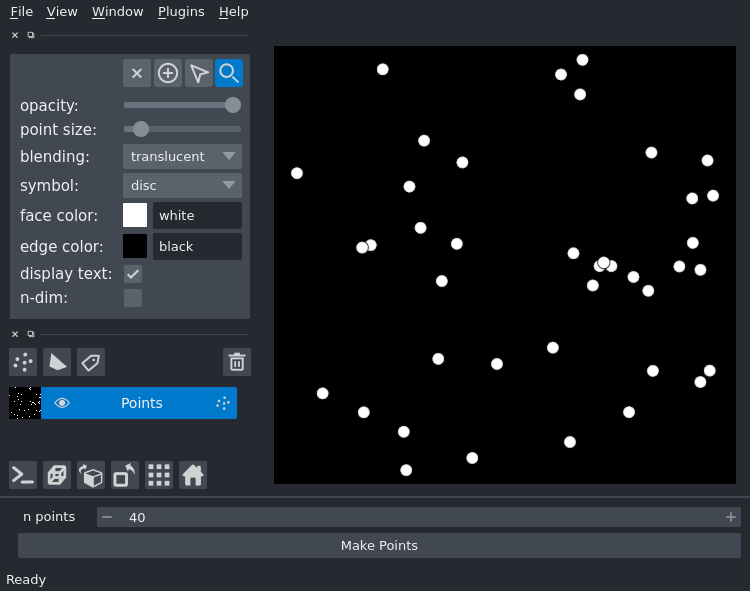 File View Window Plugins Help
opacity:
point size:
blending: translucent
symbol: disc
face color: white
edge color: black
display text:
n-dim:
Points
n points 40
Make Points
Ready